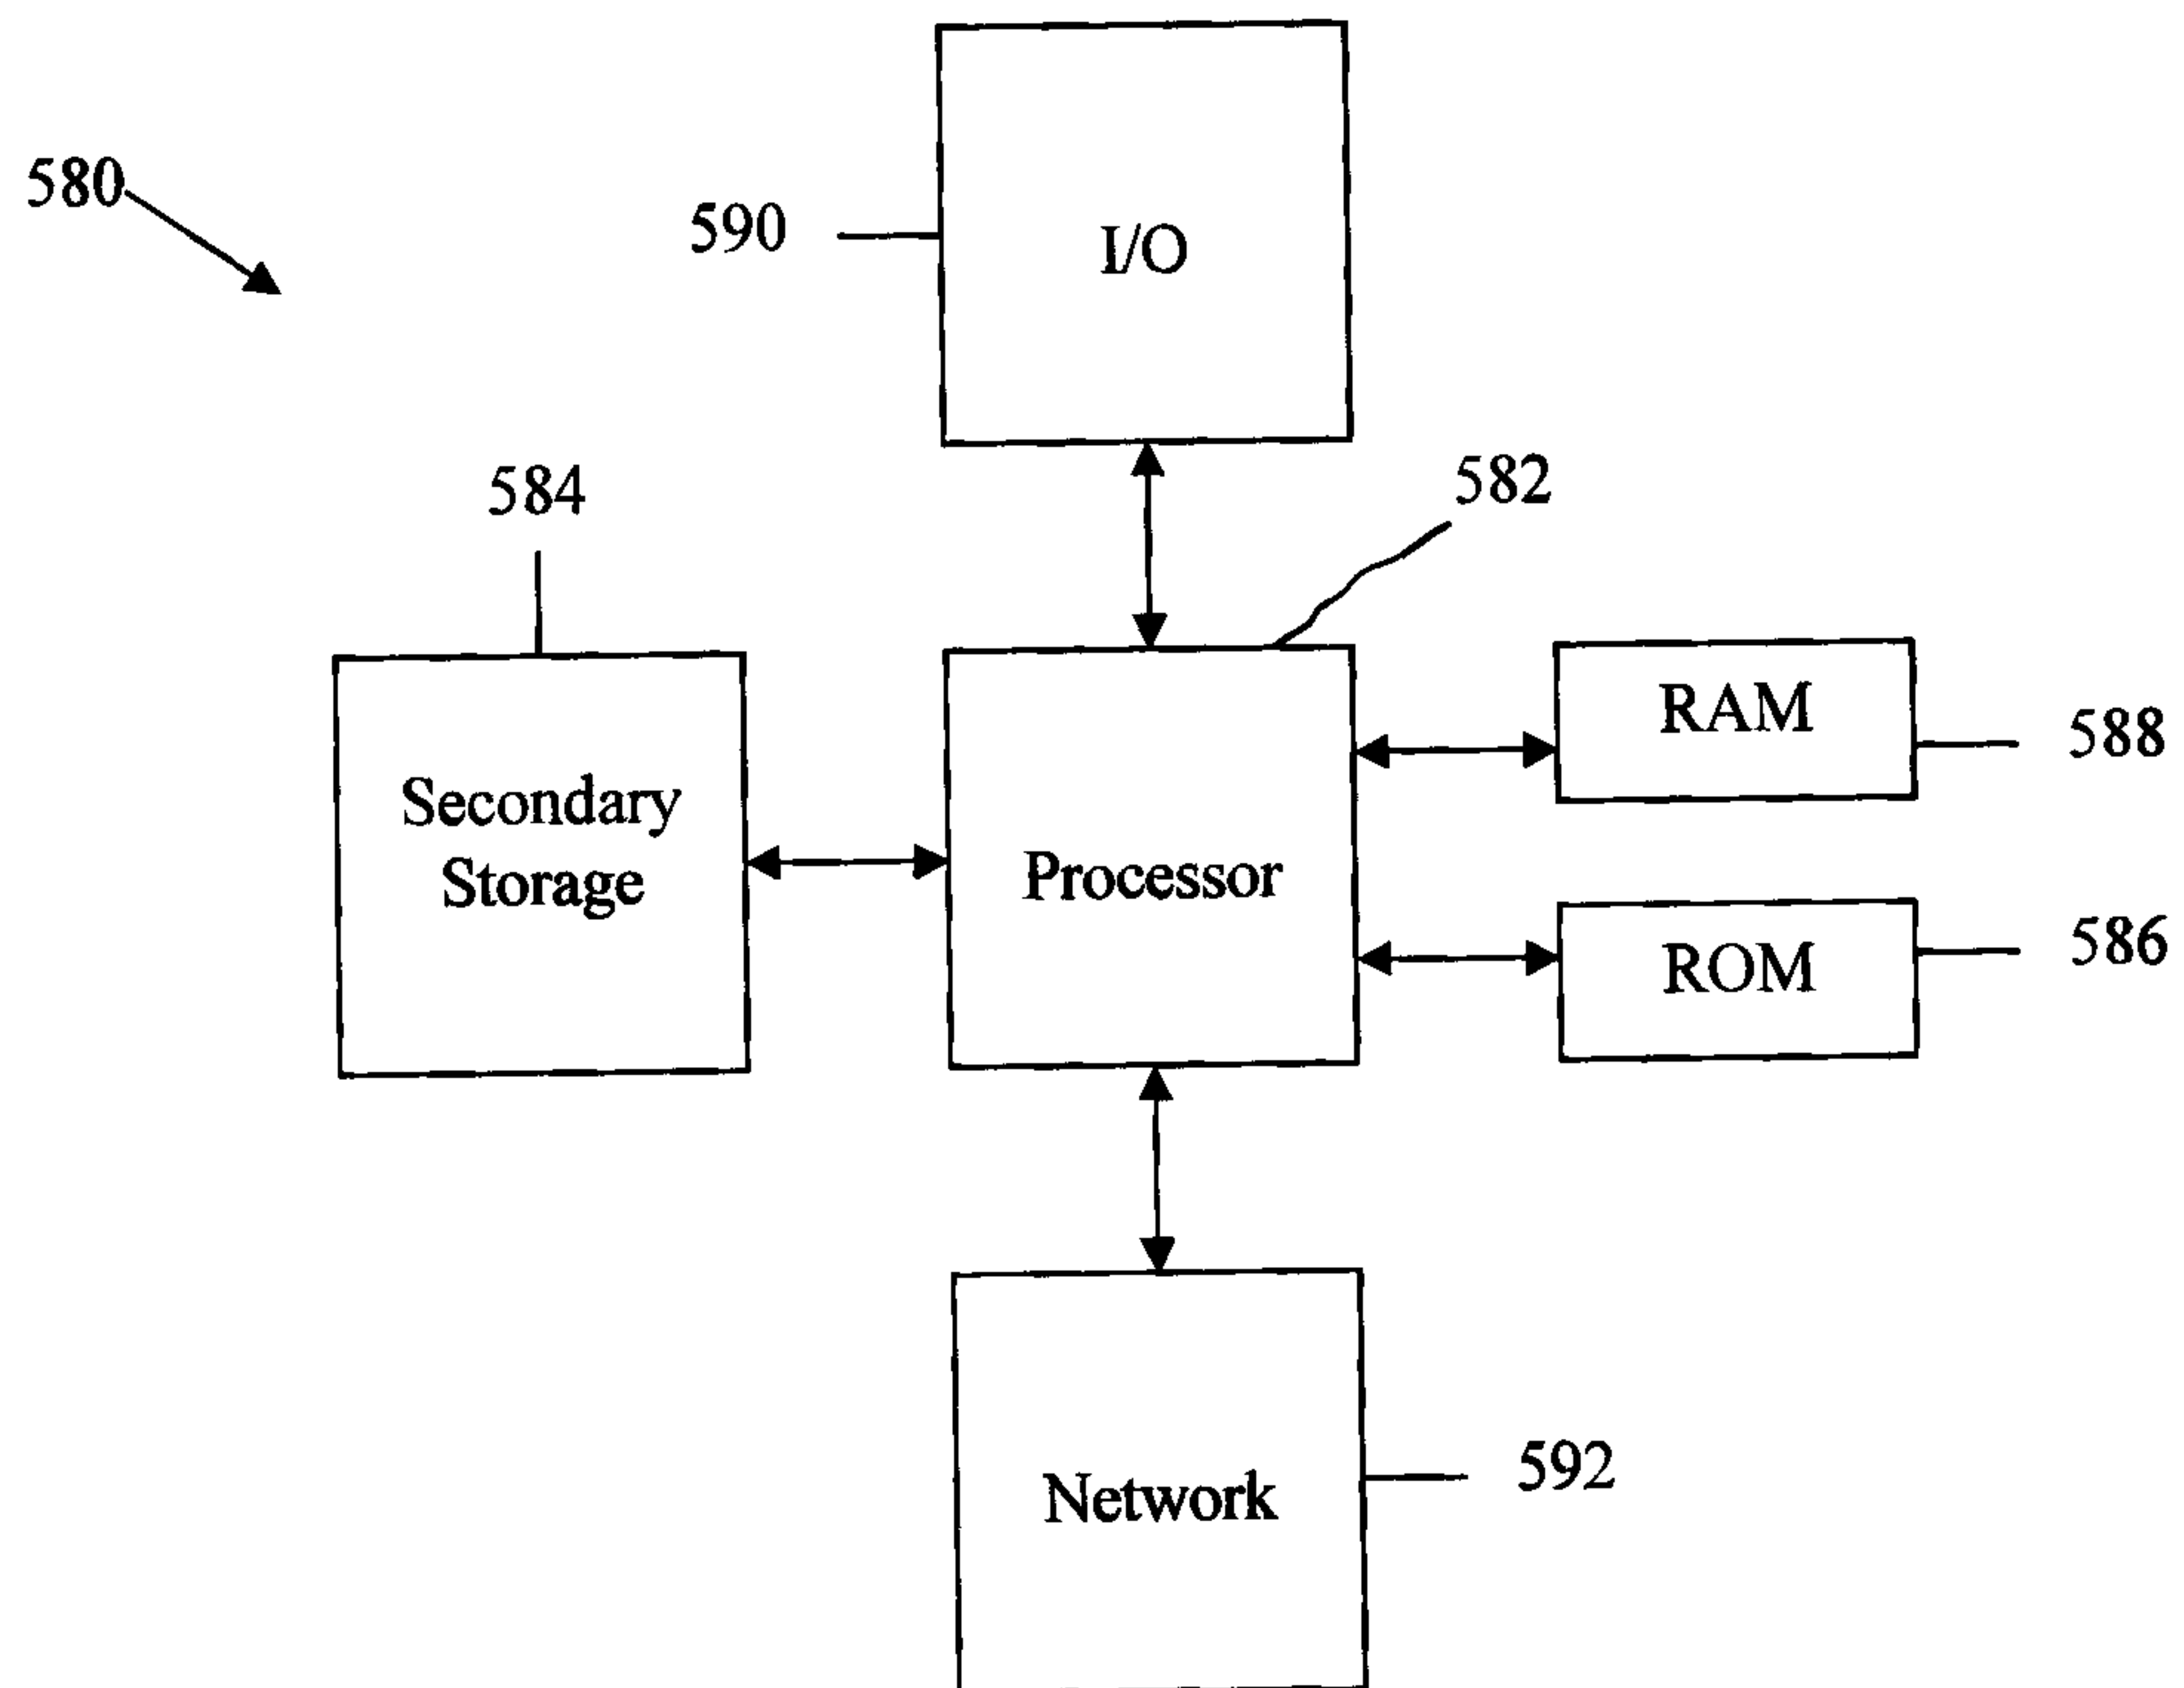 580
590
I/O
584
582
RAM
588
Secondary
Storage
Processor
ROM
586
Network
592